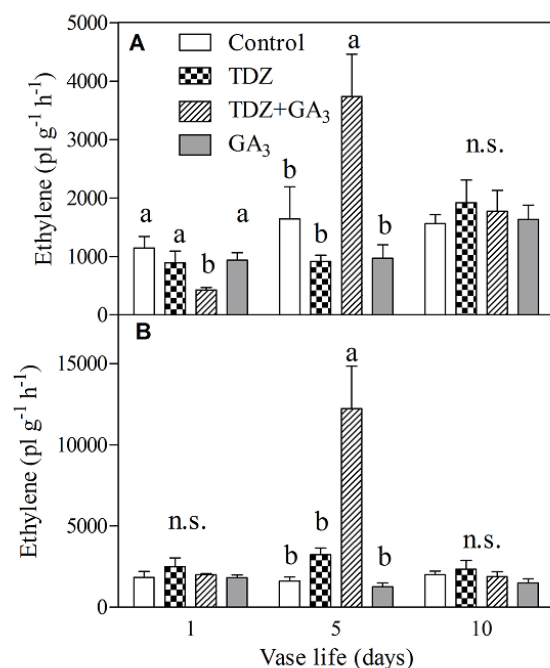 5000
A
Control
a
TDZ
4000
TDZ+GA3
Ethylene (pl g-1 h-1)
3000
GA3
b
n.s.
2000
a
a
a
b
b
1000
b
0
B
15000
a
Ethylene (pl g-1 h-1)
10000
5000
n.s.
b
b
b
n.s.
0
1
5
10
Vase life (days)